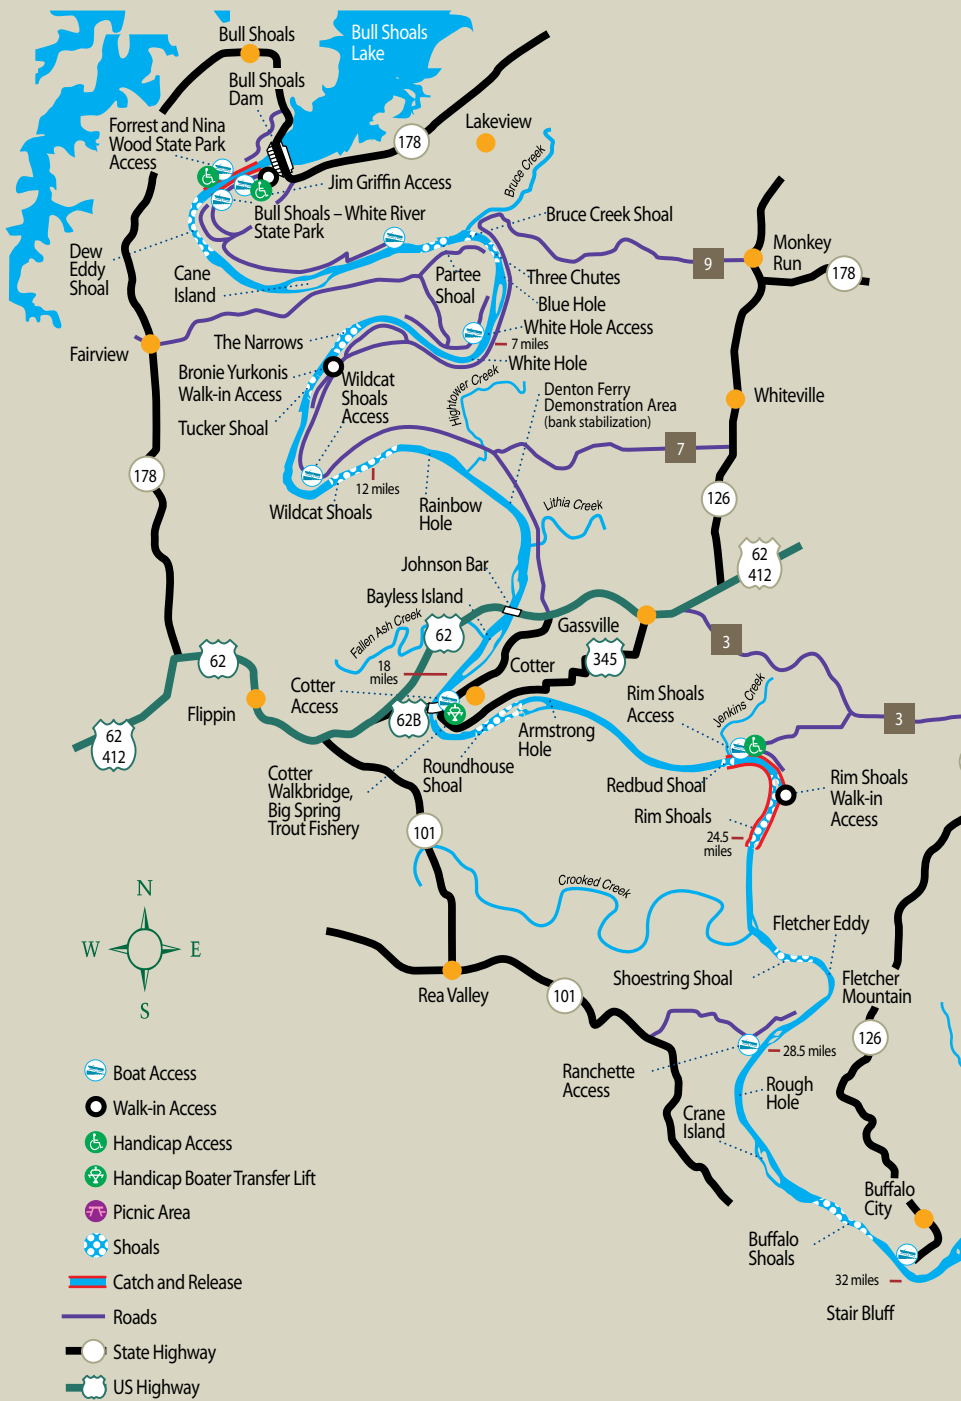 Bull Shoals
Bull Shoals
Lake
Bull Shoals
Dam
Forrest and Nina
Wood State Park
Access
178
Lakeview
Bruce Creek
Jim Griffin Access
Bull Shoals – White River
State Park
Bruce Creek Shoal
Dew
Eddy
Shoal
Cane
Island
Partee
Shoal
Three Chutes
Blue Hole
9
Monkey
Run
178
White Hole Access
7 miles
White Hole
The Narrows
Fairview
Bronie Yurkonis
Walk-in Access
Wildcat
Shoals
Access
Tucker Shoal
Hightower Creek
Denton Ferry
Demonstration Area
(bank stabilization)
Whiteville
7
178
12 miles
Wildcat Shoals
Rainbow
Hole
Lithia Creek
126
Johnson Bar
62
412
Bayless Island
Fallen Ash Creek
62
Gassville
345
3
62
18
miles
Cotter
Cotter
Access
Flippin
62B
Rim Shoals
Access
Jenkins Creek
3
62
412
Armstrong
Hole
Roundhouse
Shoal
Cotter
Walkbridge,
Big Spring
Trout Fishery
Redbud Shoal
Rim Shoals
Walk-in
Access
Rim Shoals
24.5
miles
101
Crooked Creek
N
W
E
S
Fletcher Eddy
Shoestring Shoal
Fletcher
Mountain
Rea Valley
101
126
28.5 miles
Ranchette
Access
Rough
Hole
Crane
Island
Buffalo
City
Buffalo
Shoals
32 miles
Stair Bluff
Boat Access
Walk-in Access
Handicap Access
Handicap Boater Transfer Lift
Picnic Area
Shoals
Catch and Release
Roads
State Highway
US Highway